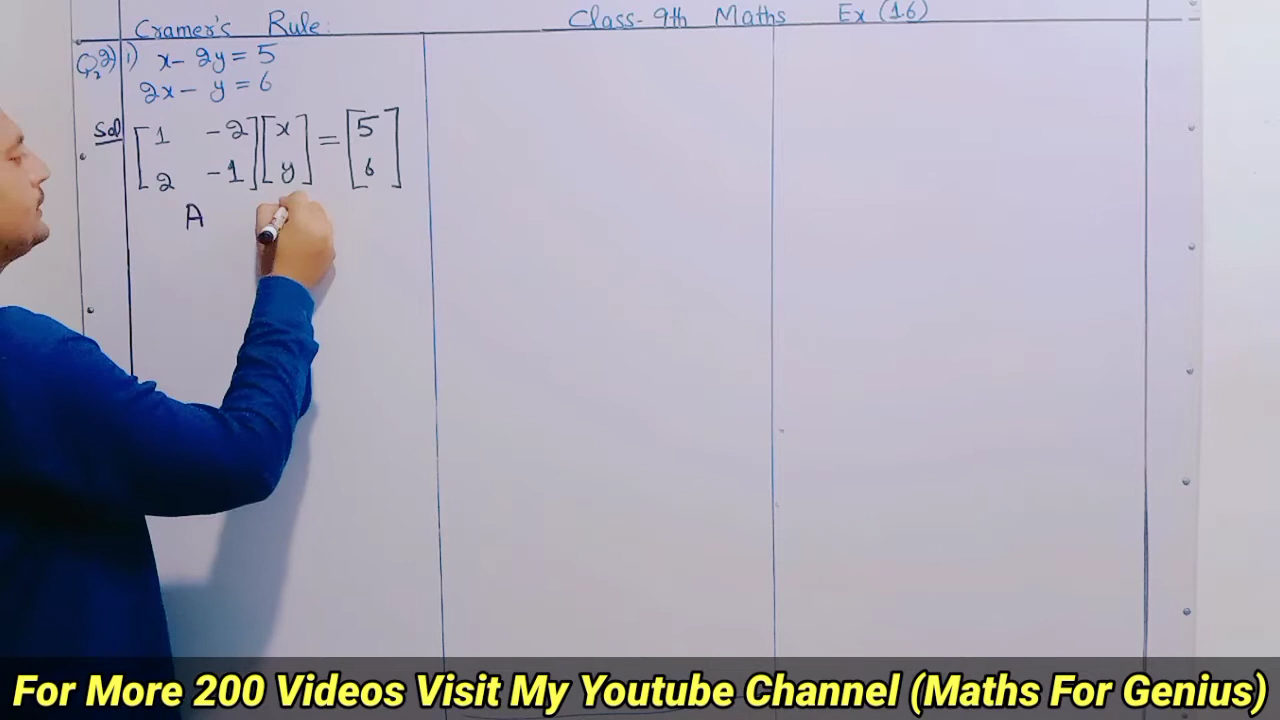 Cramer's Rule:
Class-9th Maths Ex (1.6)
Q2 2) i) x - 2y = 5
2x - y = 6
Sol [1 -2] [x] = [5]
[2 -1] [y] [6]
A
For More 200 Videos Visit My Youtube Channel (Maths For Genius)